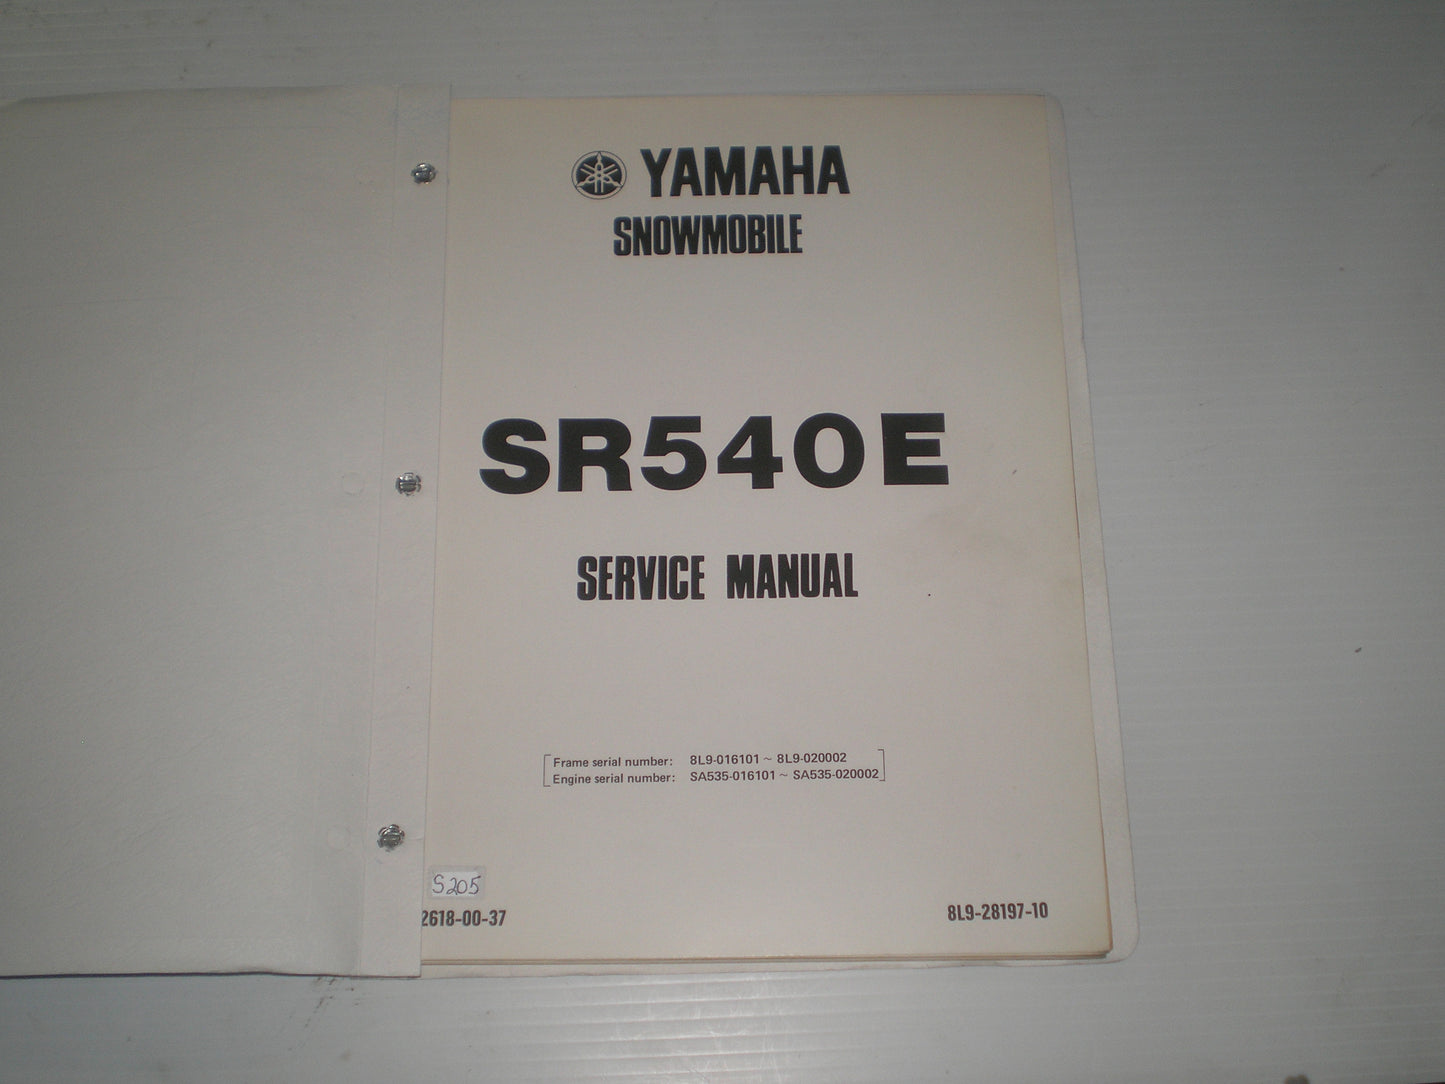 YAMAHA
SNOWMOBILE
SR540E
SERVICE MANUAL
Frame serial number: 8L9-016101 ~ 8L9-020002
Engine serial number: SA535-016101 ~ SA535-020002
S205
2618-00-37
8L9-28197-10